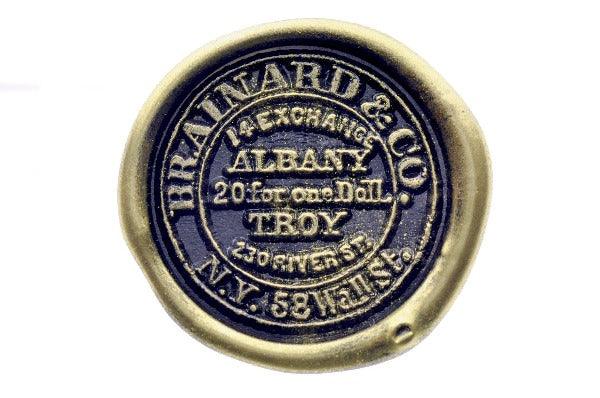 BRAINARD & CO.
14 EXCHANGE
ALBANY
20 for one Doll.
TROY
230 RIVER ST.
N.Y. 58 Wall St.